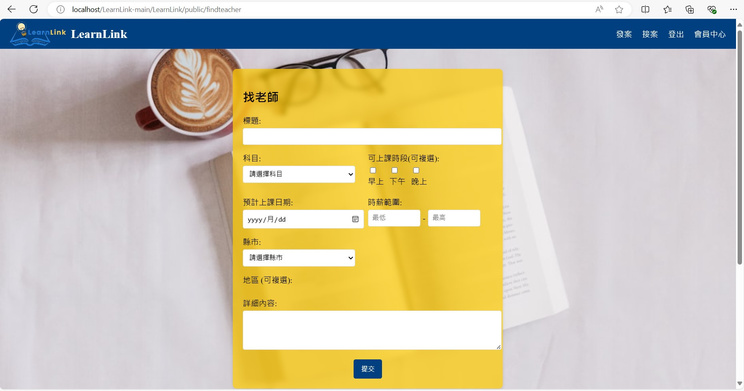 localhost/LearnLink-main/LearnLink/public/findteacher
LearnLink LearnLink 發案 接案 登出 會員中心
找老師
標題:
科目: 可上課時段(可複選):
請選擇科目
早上 下午 晚上
預計上課日期: 時薪範圍:
yyyy/月/dd 最低 - 最高
縣市:
請選擇縣市
地區 (可複選):
詳細內容:
提交